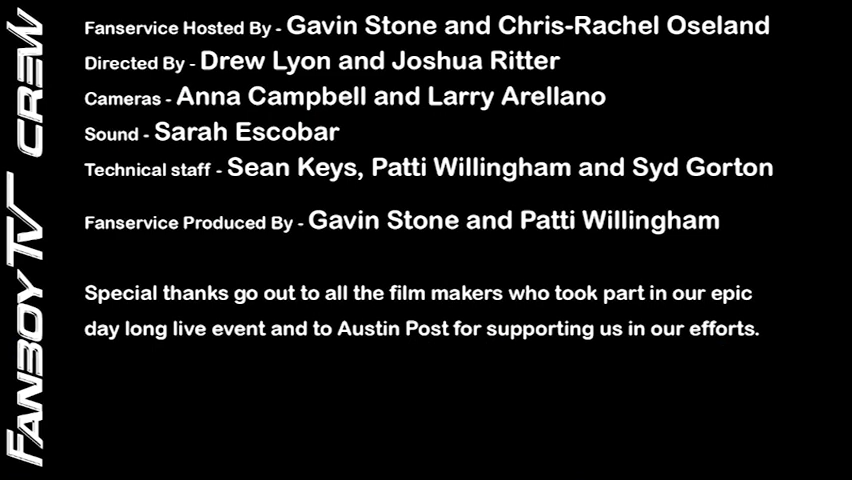 FANBOY TV CREW
Fanservice Hosted By - Gavin Stone and Chris-Rachel Oseland
Directed By - Drew Lyon and Joshua Ritter
Cameras - Anna Campbell and Larry Arellano
Sound - Sarah Escobar
Technical staff - Sean Keys, Patti Willingham and Syd Gorton
Fanservice Produced By - Gavin Stone and Patti Willingham
Special thanks go out to all the film makers who took part in our epic
day long live event and to Austin Post for supporting us in our efforts.